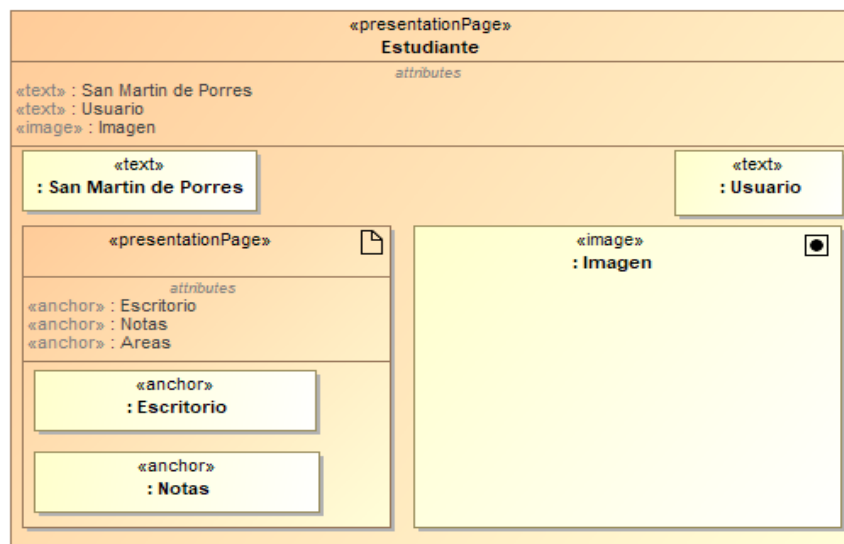 «presentationPage»
Estudiante
attributes
«text» : San Martin de Porres
«text» : Usuario
«image» : Imagen
«text»
: San Martin de Porres
«text»
: Usuario
«presentationPage»
attributes
«anchor» : Escritorio
«anchor» : Notas
«anchor» : Areas
«anchor»
: Escritorio
«anchor»
: Notas
«image»
: Imagen